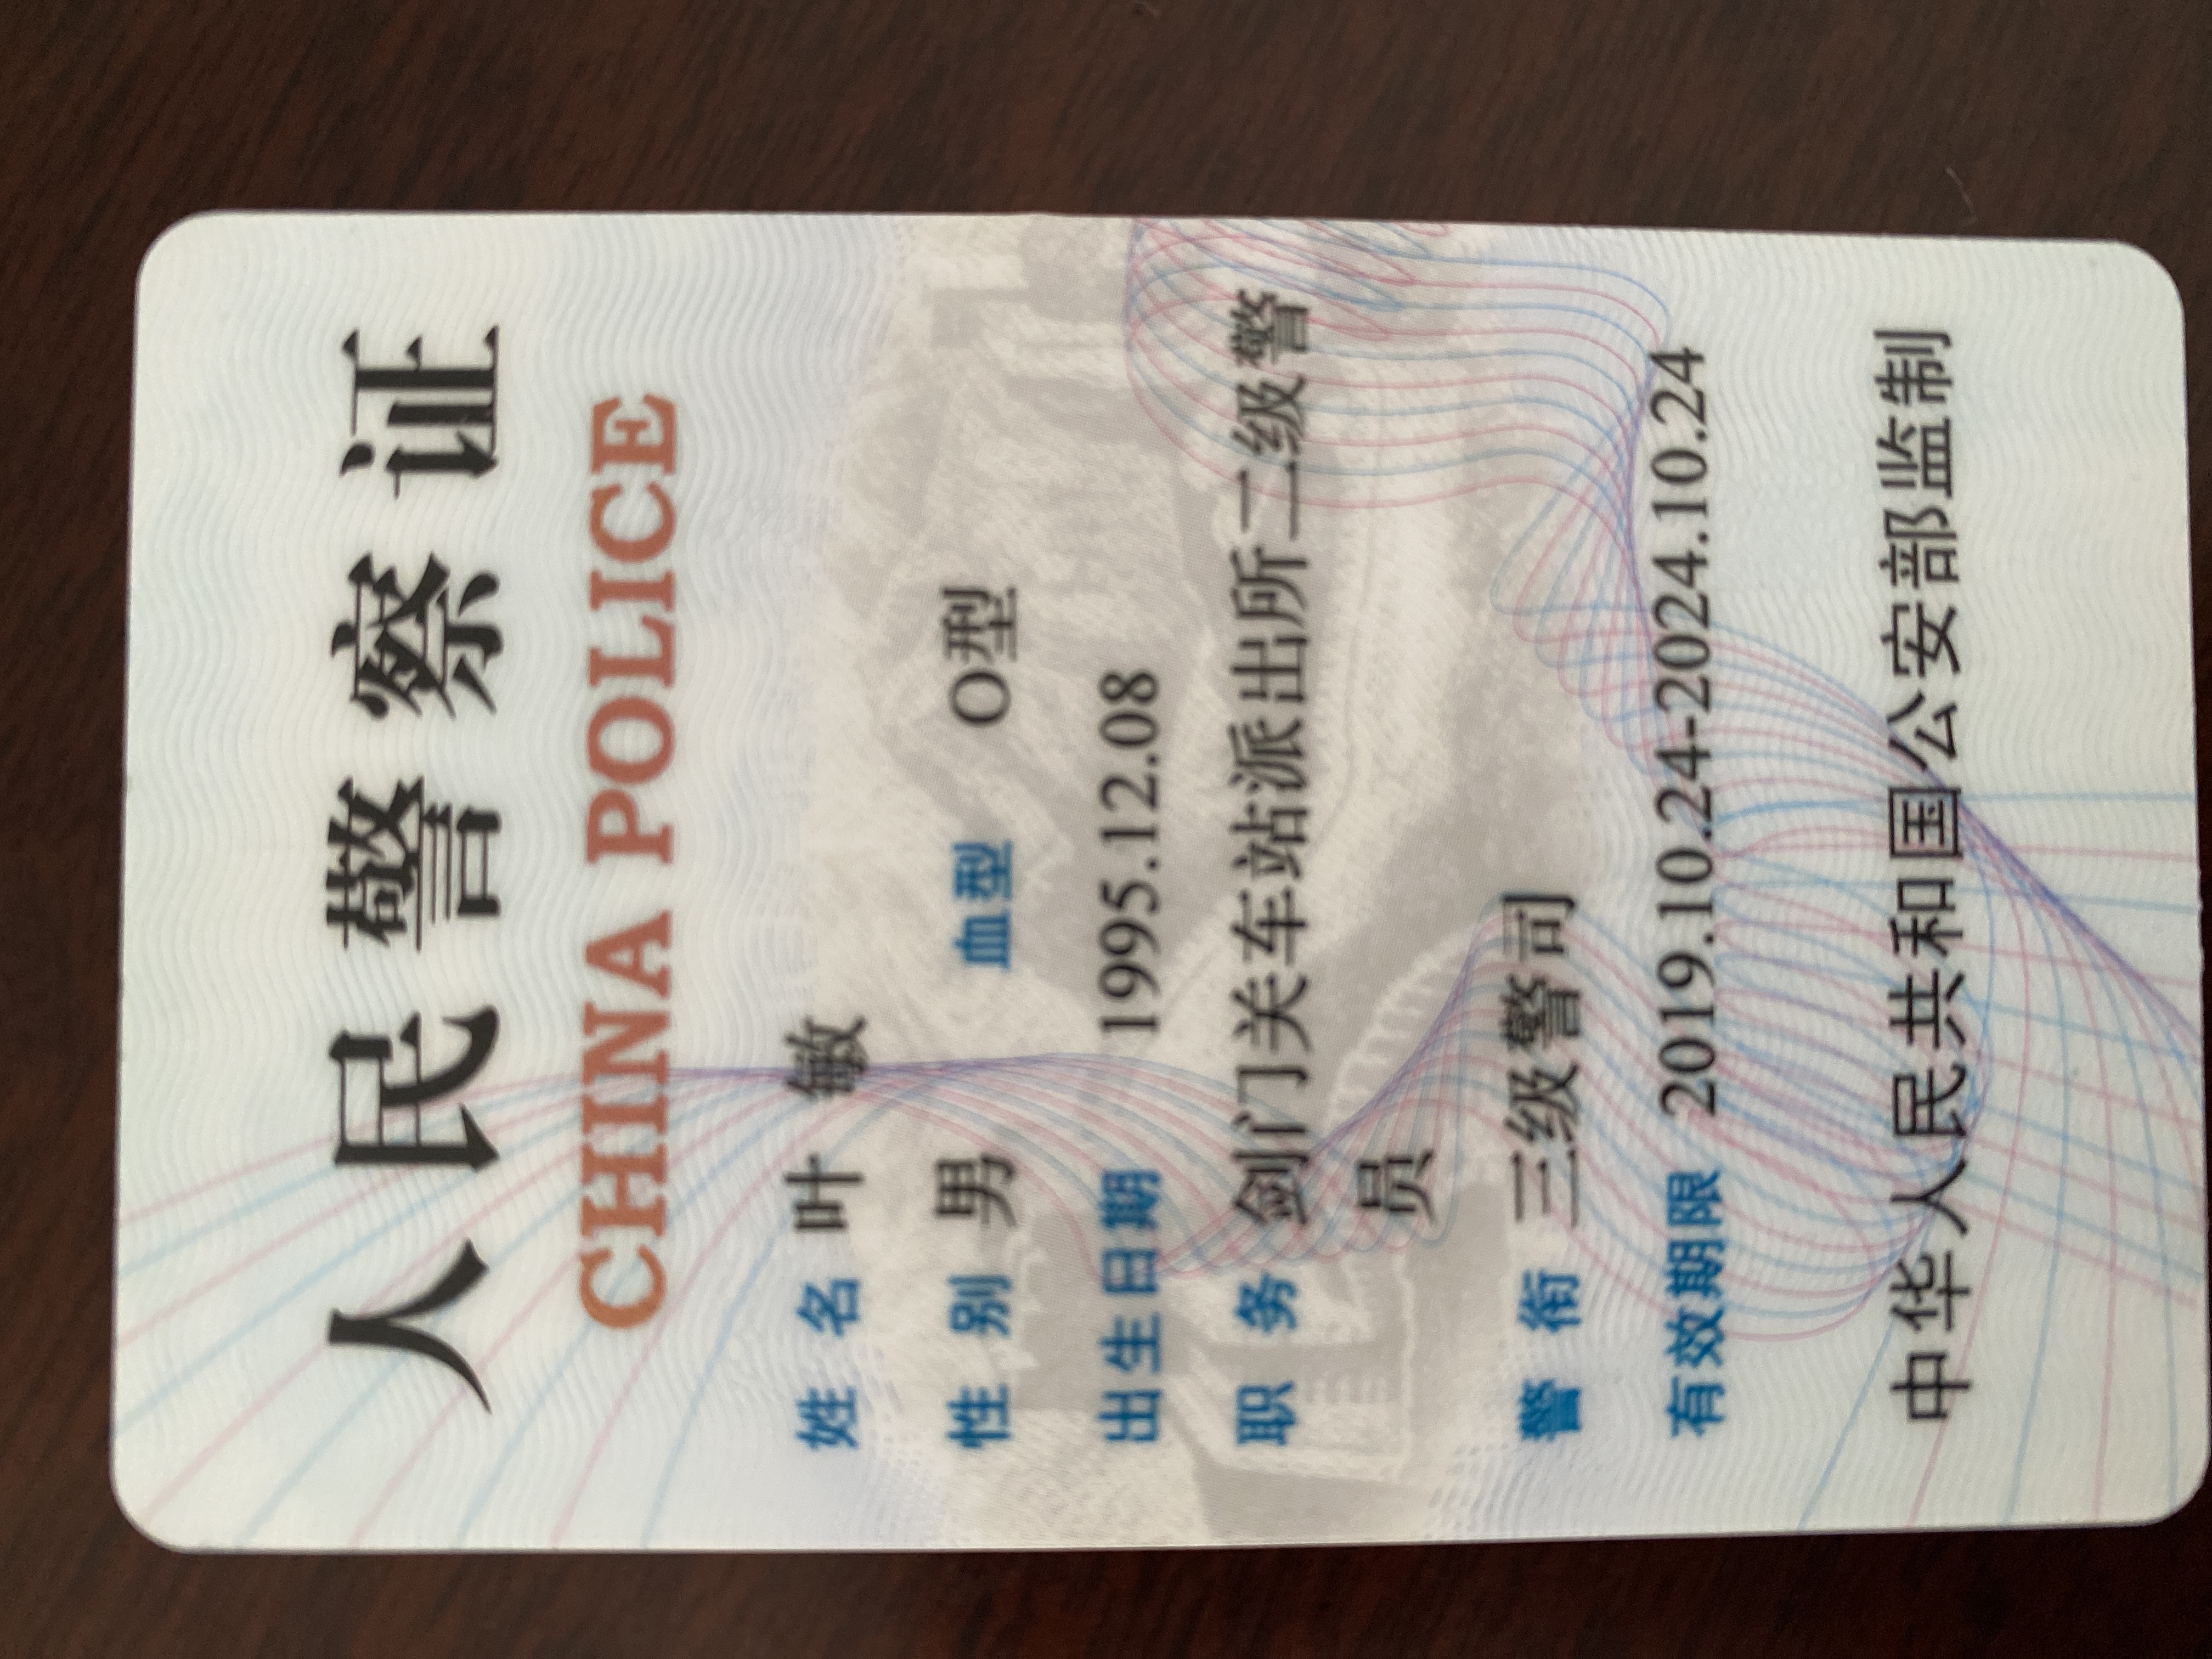 人民警察证
CHINA POLICE
姓名 叶敏
性别 男 血型 O型
出生日期 1995.12.08
职务 剑门关车站派出所二级警
员
警衔 三级警司
有效期限 2019.10.24-2024.10.24
中华人民共和国公安部监制